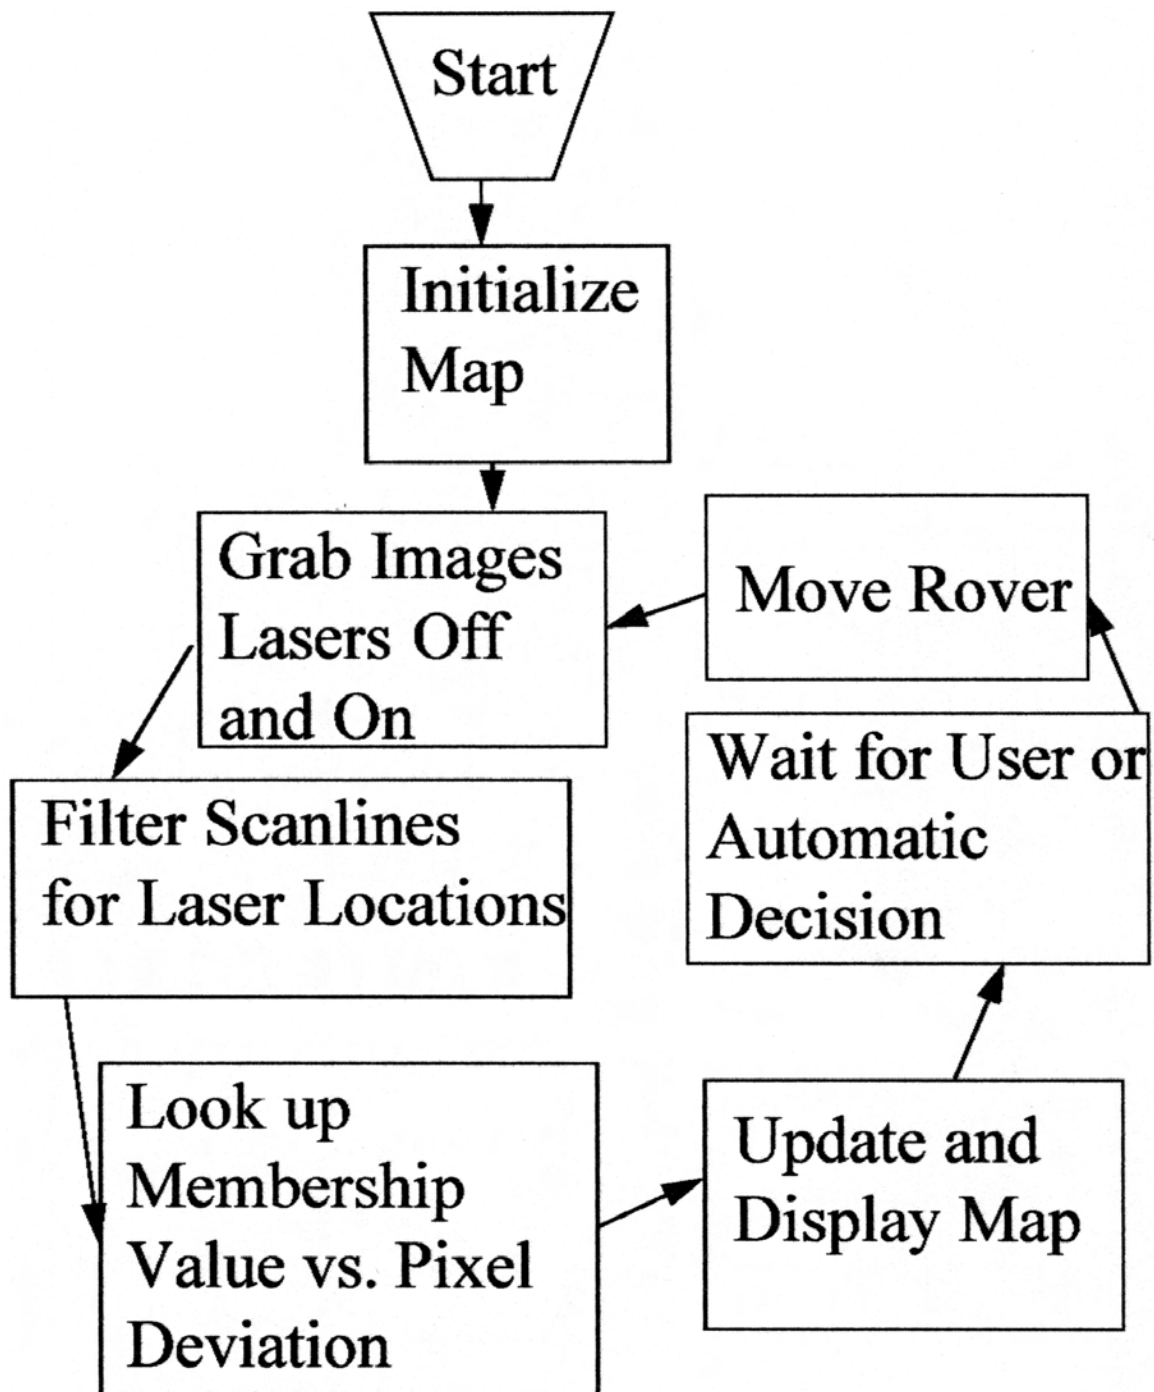 Start
Initialize
Map
Grab Images
Lasers Off
and On
Move Rover
Filter Scanlines
for Laser Locations
Wait for User or
Automatic
Decision
Look up
Membership
Value vs. Pixel
Deviation
Update and
Display Map